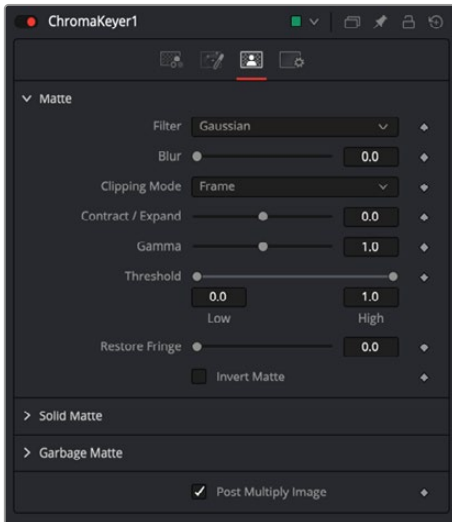 ChromaKeyer1
Matte
Filter Gaussian
Blur 0.0
Clipping Mode Frame
Contract / Expand 0.0
Gamma 1.0
Threshold
0.0 1.0
Low High
Restore Fringe 0.0
Invert Matte
Solid Matte
Garbage Matte
Post Multiply Image